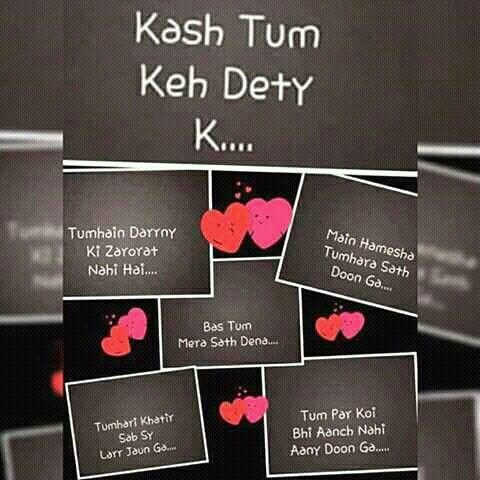 Kash Tum
Keh Dety
K....
Tumhain Darrny
Ki Zarorat
Nahi Hai....
Main Hamesha
Tumhara Sath
Doon Ga....
Bas Tum
Mera Sath Dena....
Tumhari Khatir
Sab Sy
Larr Jaun Ga....
Tum Par Koi
Bhi Aanch Nahi
Aany Doon Ga.....